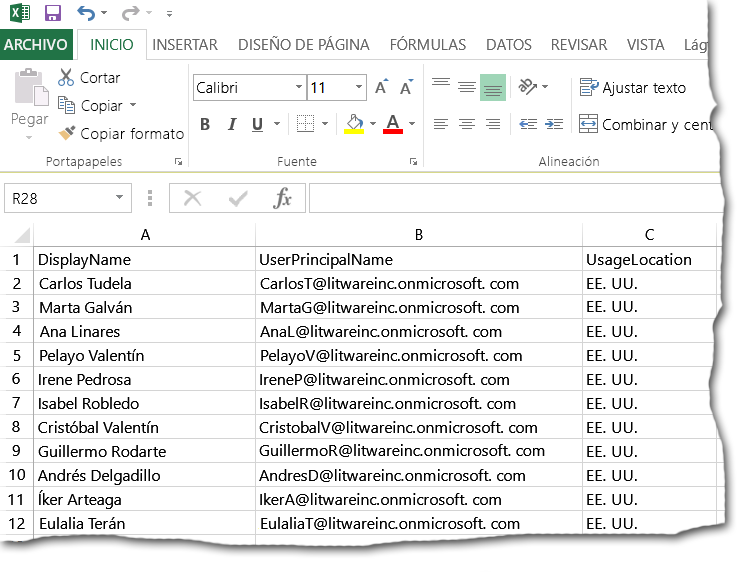 ARCHIVO INICIO INSERTAR DISEÑO DE PÁGINA FÓRMULAS DATOS REVISAR VISTA Lág
Pegar
Cortar
Copiar
Copiar formato
Portapapeles
Calibri 11 A A
N K S A
Fuente
Ajustar texto
Combinar y cent
Alineación
R28 fx
A B C
1 DisplayName UserPrincipalName UsageLocation
2 Carlos Tudela CarlosT@litwareinc.onmicrosoft. com EE. UU.
3 Marta Galván MartaG@litwareinc.onmicrosoft. com EE. UU.
4 Ana Linares AnaL@litwareinc.onmicrosoft. com EE. UU.
5 Pelayo Valentín PelayoV@litwareinc.onmicrosoft. com EE. UU.
6 Irene Pedrosa IreneP@litwareinc.onmicrosoft. com EE. UU.
7 Isabel Robledo IsabelR@litwareinc.onmicrosoft. com EE. UU.
8 Cristóbal Valentín CristobalV@litwareinc.onmicrosoft. com EE. UU.
9 Guillermo Rodarte GuillermoR@litwareinc.onmicrosoft. com EE. UU.
10 Andrés Delgadillo AndresD@litwareinc.onmicrosoft. com EE. UU.
11 Íker Arteaga IkerA@litwareinc.onmicrosoft. com EE. UU.
12 Eulalia Terán EulaliaT@litwareinc.onmicrosoft. com EE. UU.